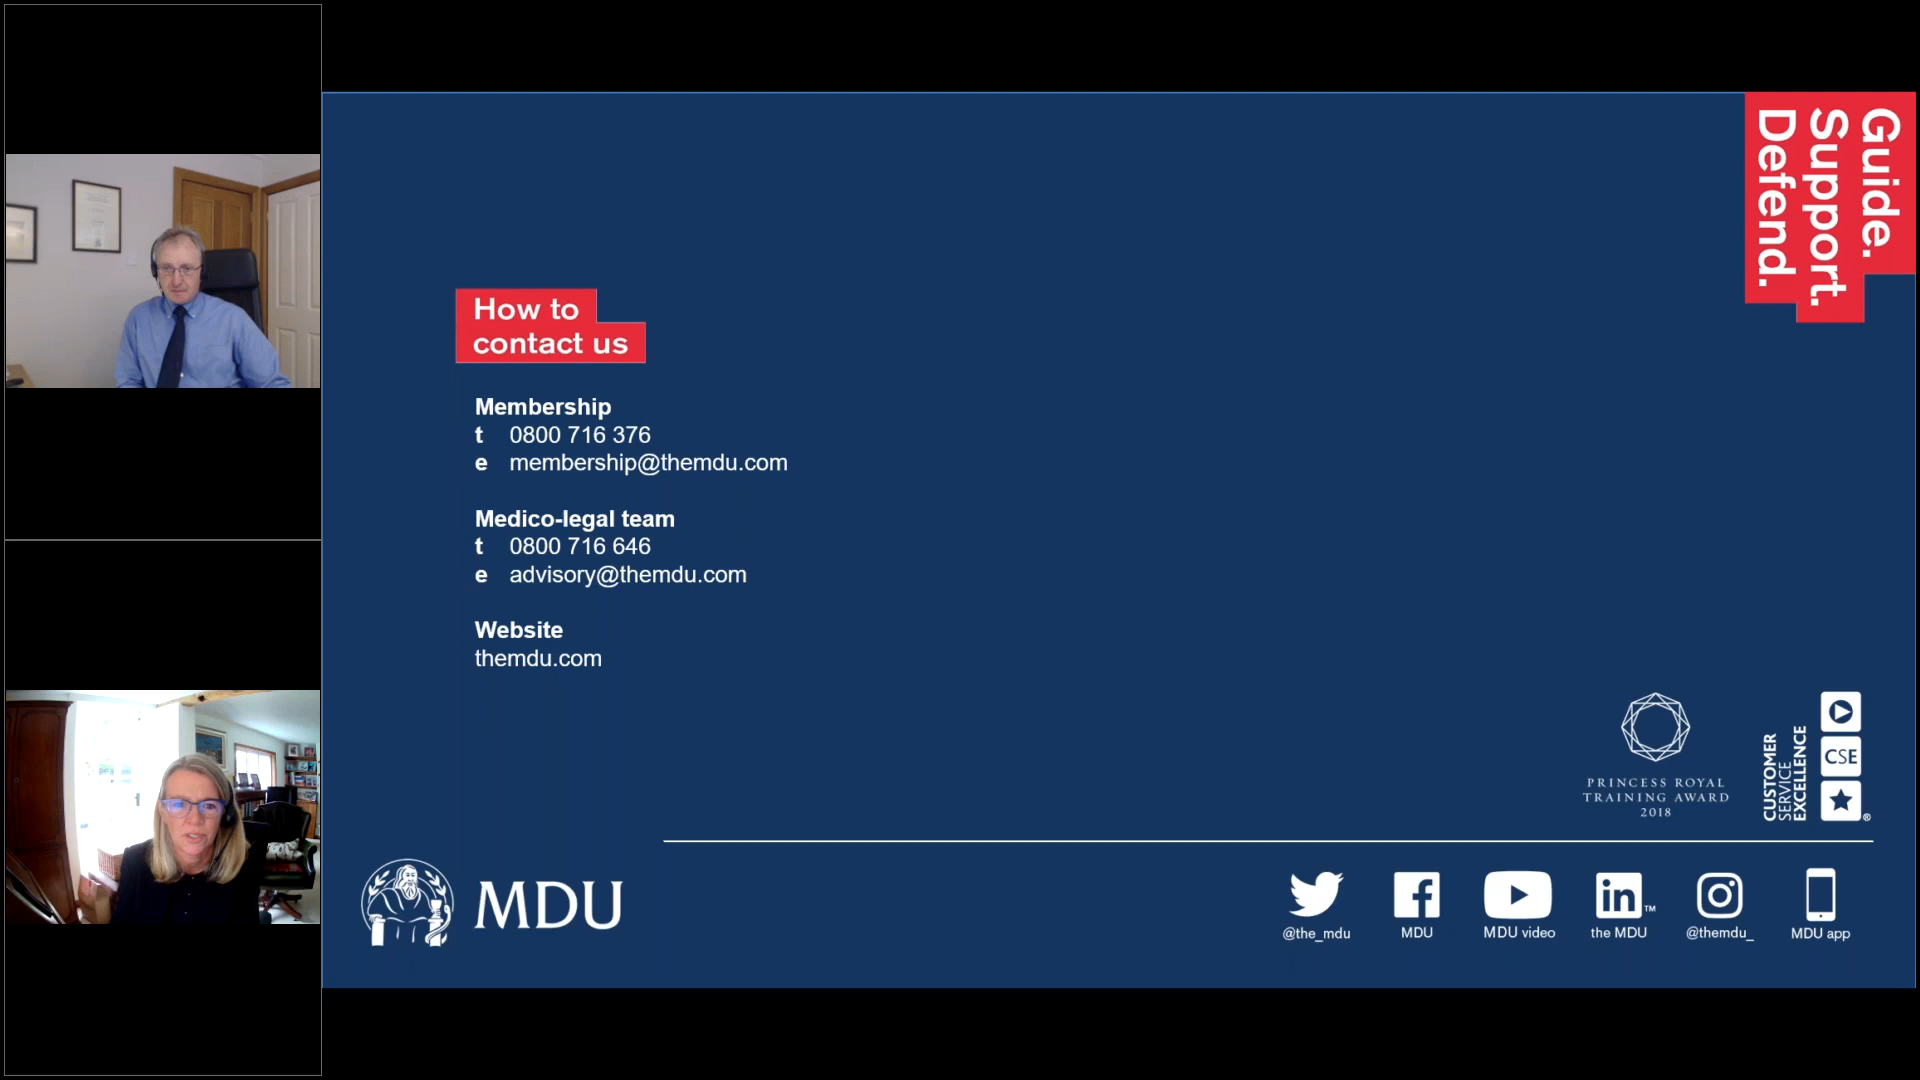 Guide.
Support.
Defend.
How to
contact us
Membership
t 0800 716 376
e membership@themdu.com
Medico-legal team
t 0800 716 646
e advisory@themdu.com
Website
themdu.com
PRINCESS ROYAL
TRAINING AWARD
2018
CUSTOMER
SERVICE
EXCELLENCE
CSE
®
MDU
in™
@the_mdu
MDU
MDU video
the MDU
@themdu_
MDU app